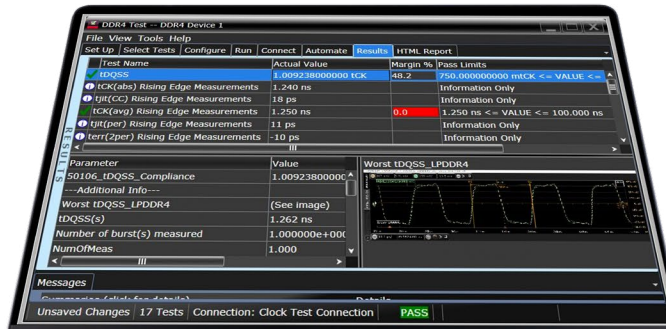 DDR4 Test -- DDR4 Device 1
File View Tools Help
Set Up Select Tests Configure Run Connect Automate Results HTML Report
Test Name Actual Value Margin % Pass Limits
tDQSS 1.009238000000 tCK 48.2 750.00000000 mtCK <= VALUE <=
tCK(abs) Rising Edge Measurements 1.240 ns Information Only
tjit(CC) Rising Edge Measurements 18 ps Information Only
tCK(avg) Rising Edge Measurements 1.250 ns 0.0 1.250 ns <= VALUE <= 100.000 ns
tjit(per) Rising Edge Measurements 11 ps Information Only
terr(2per) Rising Edge Measurements -10 ps Information Only
RESULTS
Parameter Value
50106_tDQSS_Compliance 1.00923800000
---Additional Info---
Worst tDQSS_LPDDR4 (See image)
tDQSS(s) 1.262 ns
Number of burst(s) measured 1.000000e+000
NumOfMeas 1.000
Worst tDQSS_LPDDR4
Messages
Unsaved Changes 17 Tests Connection: Clock Test Connection PASS